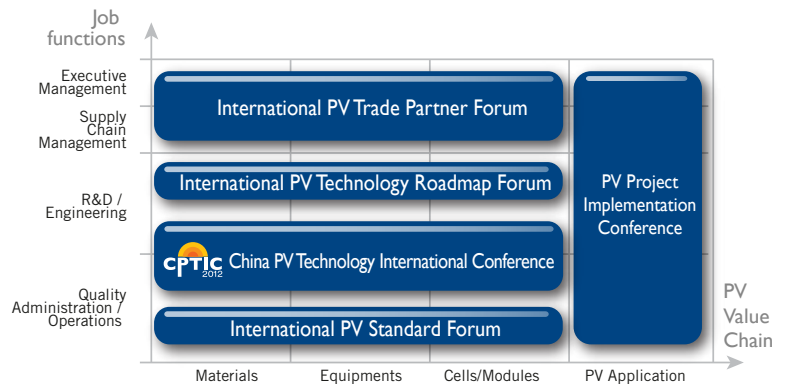 Job
functions
Executive
Management
Supply
Chain
Management
R&D /
Engineering
Quality
Administration /
Operations
International PV Trade Partner Forum
International PV Technology Roadmap Forum
CPTIC
2012
China PV Technology International Conference
International PV Standard Forum
PV Project
Implementation
Conference
PV
Value
Chain
Materials
Equipments
Cells/Modules
PV Application